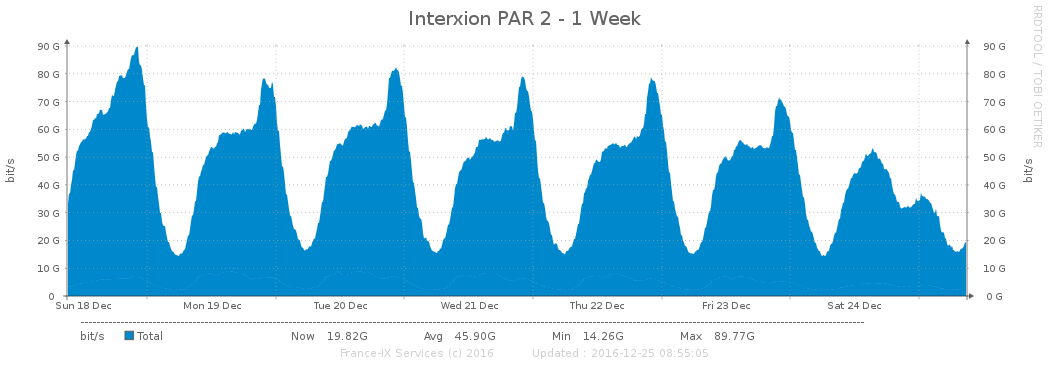 Interxion PAR 2 - 1 Week
RRDTOOL / TOBI OETIKER
90 G 90 G
80 G 80 G
70 G 70 G
60 G 60 G
50 G 50 G
bit/s bit/s
40 G 40 G
30 G 30 G
20 G 20 G
10 G 10 G
0 0 G
Sun 18 Dec Mon 19 Dec Tue 20 Dec Wed 21 Dec Thu 22 Dec Fri 23 Dec Sat 24 Dec
bit/s Total Now 19.82G Avg 45.90G Min 14.26G Max 89.77G
France-IX Services (c) 2016 Updated : 2016-12-25 08:55:05